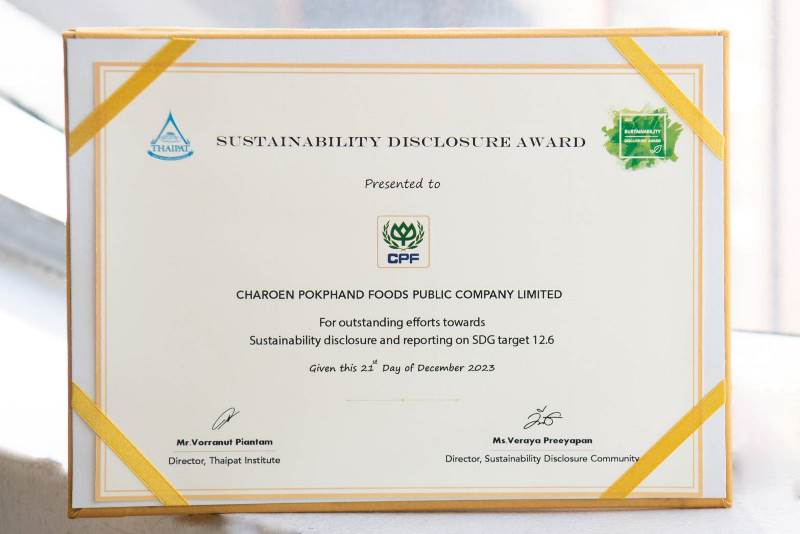 THAIPAT
SUSTAINABILITY DISCLOSURE AWARD
SUSTAINABILITY
DISCLOSURE AWARD
Presented to
CPF
CHAROEN POKPHAND FOODS PUBLIC COMPANY LIMITED
For outstanding efforts towards
Sustainability disclosure and reporting on SDG target 12.6
Given this 21st Day of December 2023
Mr.Vorranut Piantam
Director, Thaipat Institute
Ms.Veraya Preeyapan
Director, Sustainability Disclosure Community